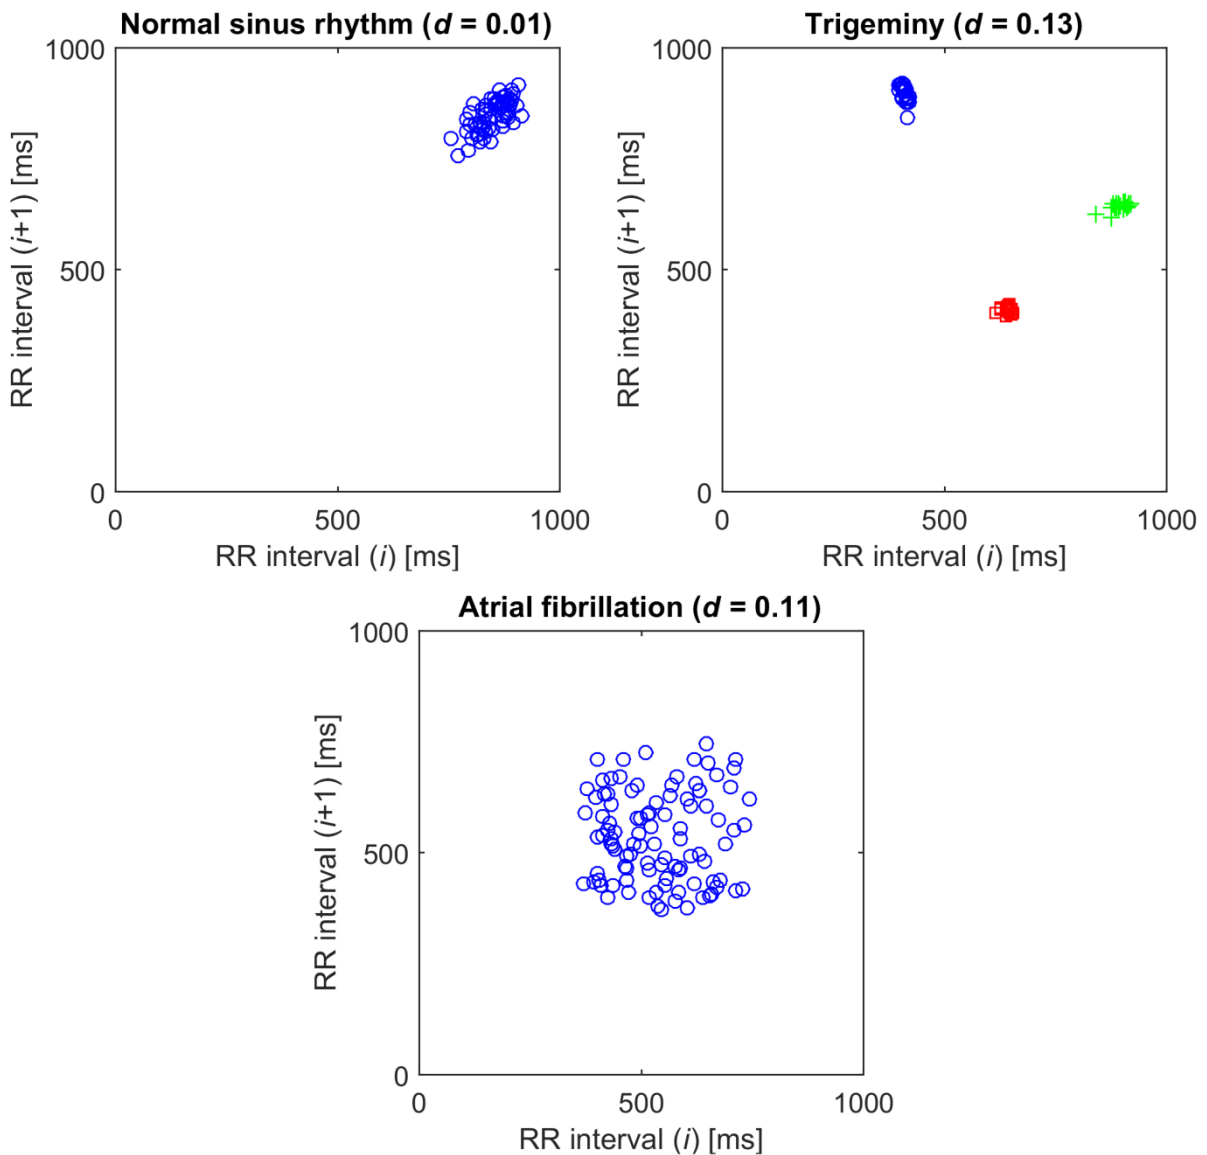 Normal sinus rhythm (d = 0.01)
1000
500
0
0 500 1000
RR interval (i+1) [ms]
RR interval (i) [ms]
Trigeminy (d = 0.13)
1000
500
0
0 500 1000
RR interval (i+1) [ms]
RR interval (i) [ms]
Atrial fibrillation (d = 0.11)
1000
500
0
0 500 1000
RR interval (i+1) [ms]
RR interval (i) [ms]